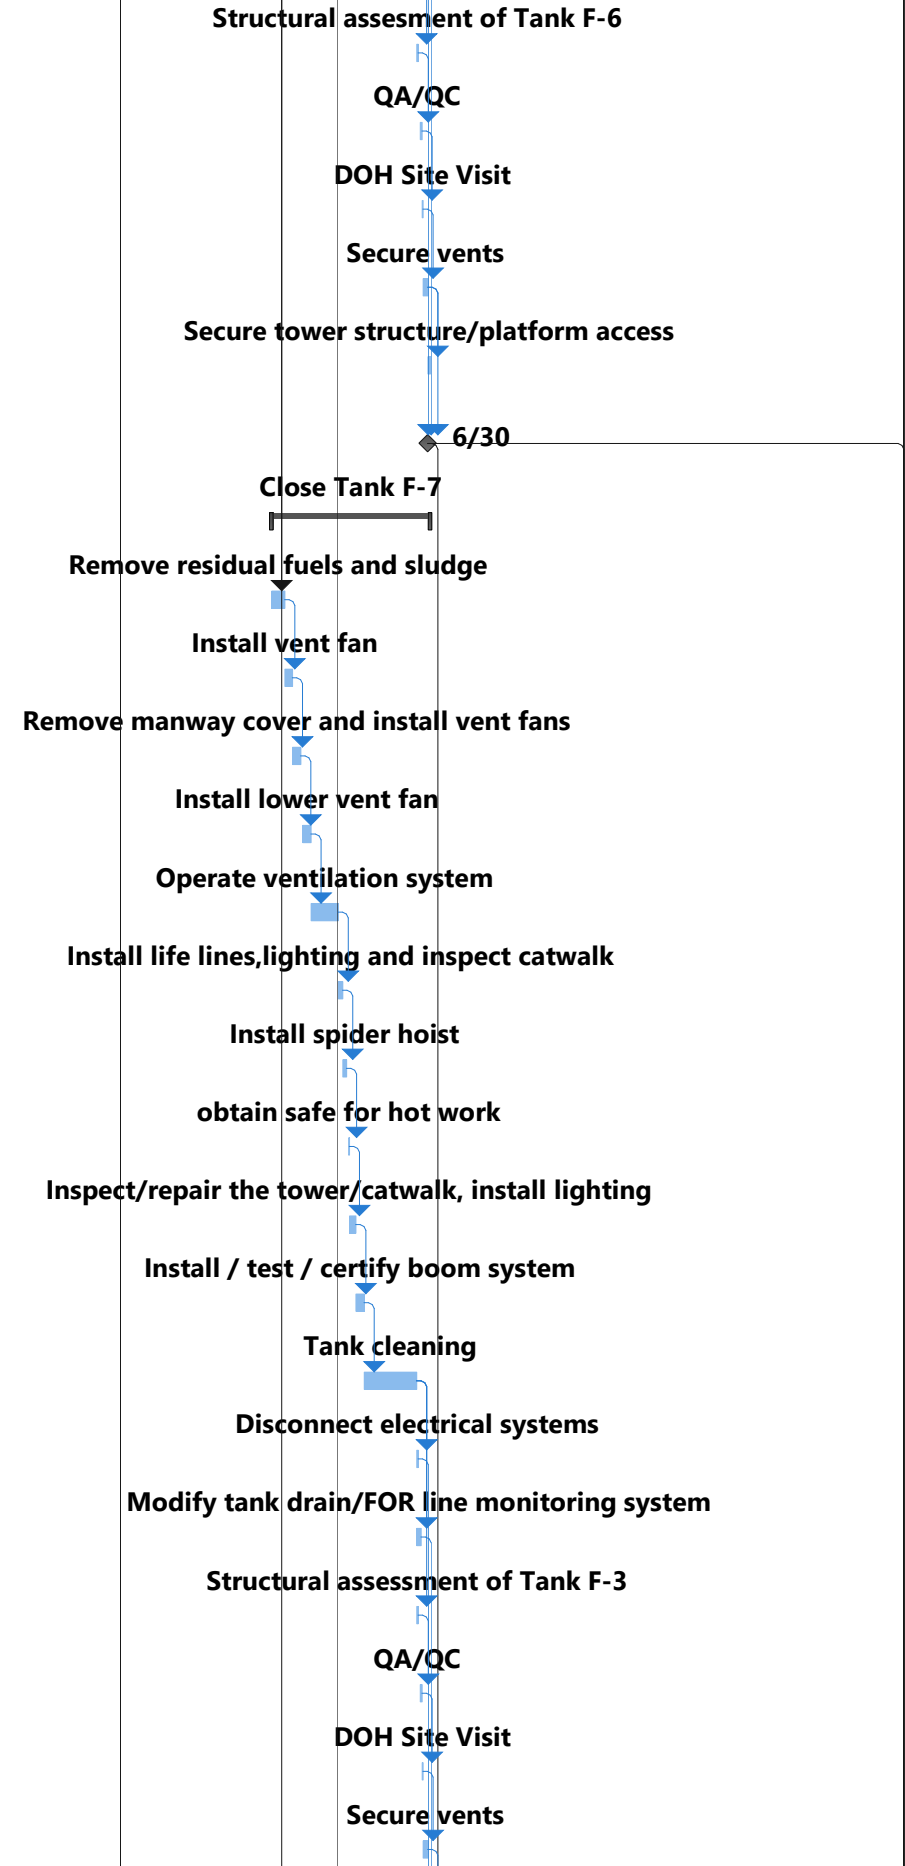 Structural assesment of Tank F-6
QA/QC
DOH Site Visit
Secure vents
Secure tower structure/platform access
6/30
Close Tank F-7
Remove residual fuels and sludge
Install vent fan
Remove manway cover and install vent fans
Install lower vent fan
Operate ventilation system
Install life lines,lighting and inspect catwalk
Install spider hoist
obtain safe for hot work
Inspect/repair the tower/catwalk, install lighting
Install / test / certify boom system
Tank cleaning
Disconnect electrical systems
Modify tank drain/FOR line monitoring system
Structural assessment of Tank F-3
QA/QC
DOH Site Visit
Secure vents